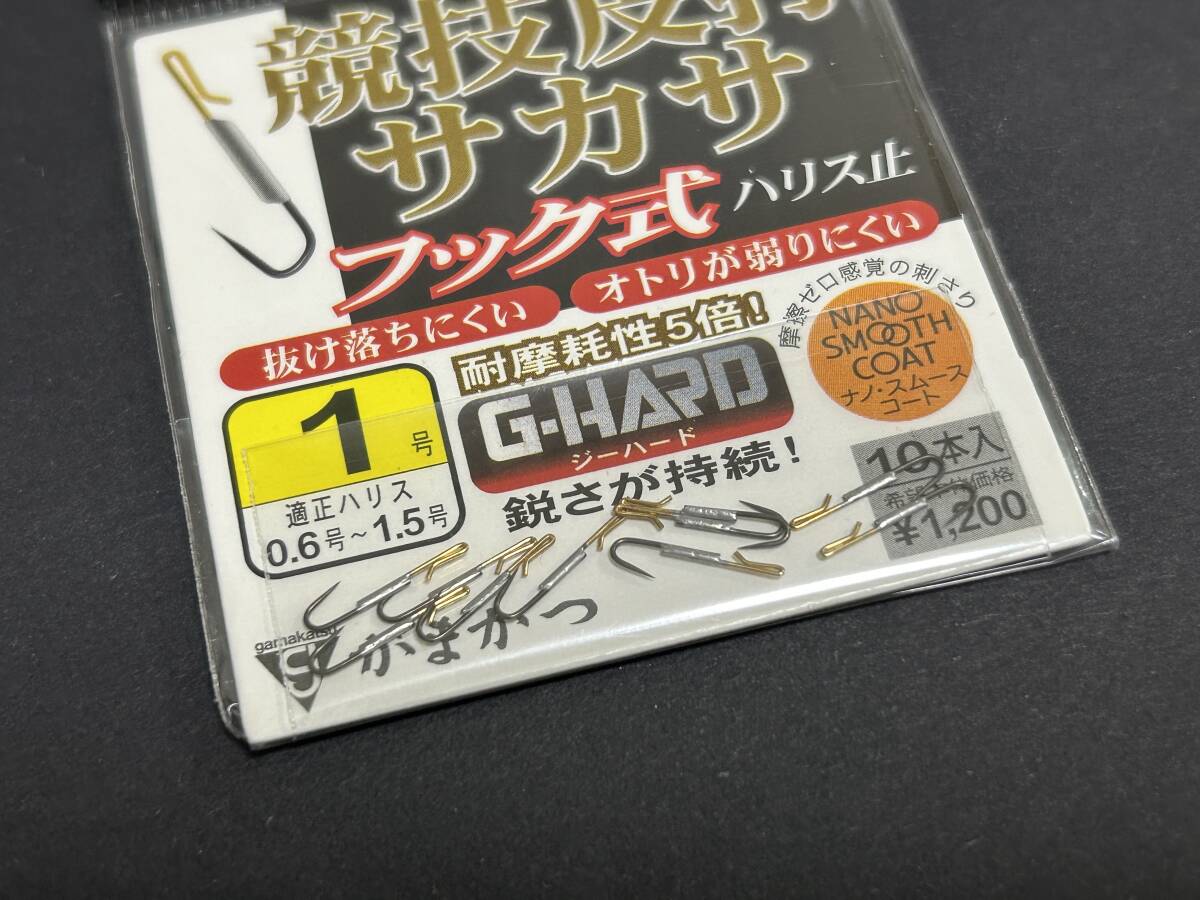 競技皮打
サカサ
フック式 ハリス止
抜け落ちにくい
オトリが弱りにくい
耐摩耗性5倍!
G-HARD
ジーハード
鋭さが持続!
摩擦ゼロ感覚の刺さり
NANO
SMOOTH
COAT
ナノ・スムース
コート
1号
適正ハリス
0.6号~1.5号
10本入
¥1,200
gamakatsu
がまかつ